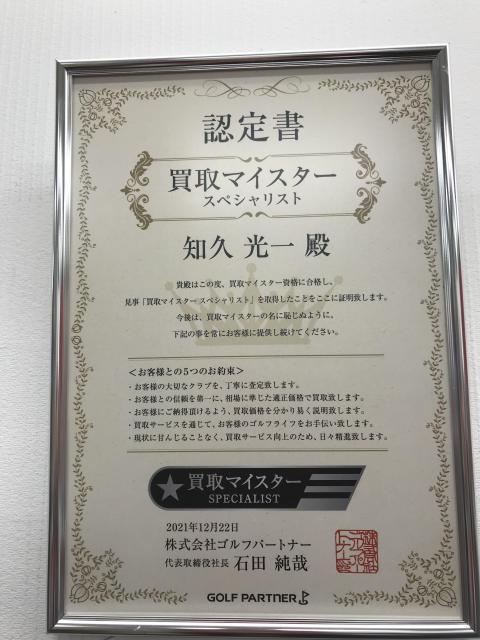 認定書
買取マイスター
スペシャリスト
知久 光一 殿
貴殿はこの度、買取マイスター資格に合格し、
見事「買取マイスター スペシャリスト」を取得したことをここに証明致します。
今後は、買取マイスターの名に恥じぬように、
下記の事を常にお客様に提供し続けてください。
＜お客様との5つのお約束＞
・お客様の大切なクラブを、丁寧に査定致します。
・お客様との信頼を第一に、相場に準じた適正価格で買取致します。
・お客様にご納得頂けるよう、買取価格を分かり易く説明致します。
・買取サービスを通じて、お客様のゴルフライフをお手伝い致します。
・現状に甘んじることなく、買取サービス向上のため、日々精進致します。
買取マイスター
SPECIALIST
2021年12月22日
株式会社ゴルフパートナー
代表取締役社長 石田 純哉
GOLF PARTNER